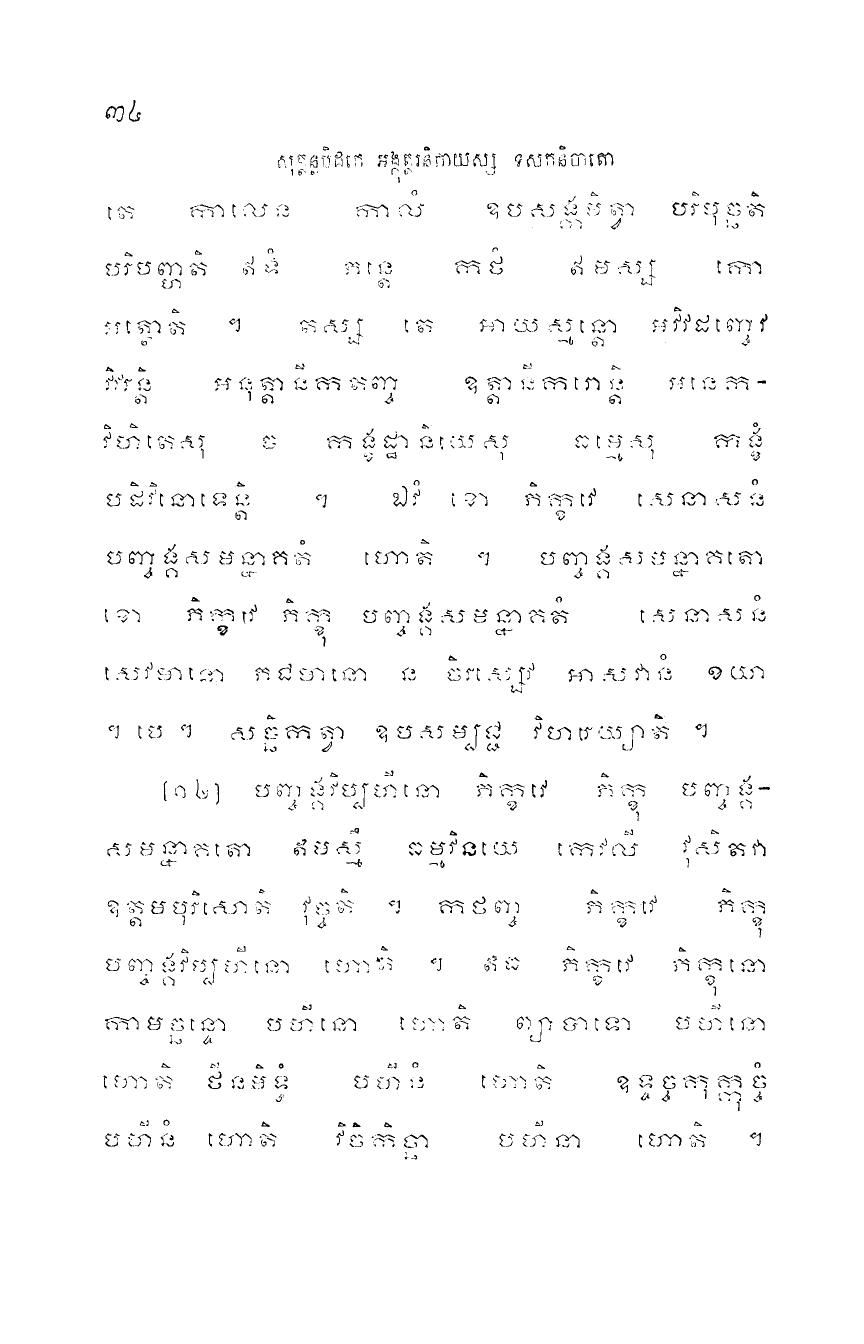 ៣៤
សុត្តន្តបិដកេ អង្គុត្តរនិកាយស្ស ទសកនិបាតោ
តេ កាលេន កាលំ ឧបសង្កមិត្វា បរិបុច្ឆតិ
បរិបញ្ហតិ ឥទំ ភន្តេ កថំ ឥមស្ស កោ
អត្ថោតិ ។ តស្ស តេ អាយស្មន្តោ អវិវដញ្ចេវ
វិវរន្តិ អនុត្តានីកតញ្ច ឧត្តានីករោន្តិ អនេក-
វិហិតេសុ ច កង្ខដ្ឋានិយេសុ ធម្មេសុ កង្ខំ
បដិវិនោទេន្តិ ។ ឯវំ ខោ ភិក្ខវេ សេនាសនំ
បញ្ចង្គសមន្នាគតំ ហោតិ ។ បញ្ចង្គសមន្នាគតោ
ខោ ភិក្ខវេ ភិក្ខុ បញ្ចង្គសមន្នាគតំ សេនាសនំ
សេវមានោ ភជមានោ ន ចិរស្សេវ អាសវានំ ខយា
។ បេ ។ សច្ឆិកត្វា ឧបសម្បជ្ជ វិហរេយ្យាតិ ។
[១៤] បញ្ចង្គវិប្បហីនោ ភិក្ខវេ ភិក្ខុ បញ្ចង្គ-
សមន្នាគតោ ឥមស្មឹ ធម្មវិនយេ កេវលី វុសិតវា
ឧត្តមបុរិសោតិ វុច្ចតិ ។ កថញ្ច ភិក្ខវេ ភិក្ខុ
បញ្ចង្គវិប្បហីនោ ហោតិ ។ ឥធ ភិក្ខវេ ភិក្ខុនោ
កាមច្ឆន្ទោ បហីនោ ហោតិ ព្យាបាទោ បហីនោ
ហោតិ ថីនមិទ្ធំ បហីនំ ហោតិ ឧទ្ធច្ចកុក្កុច្ចំ
បហីនំ ហោតិ វិចិកិច្ឆា បហីនា ហោតិ ។